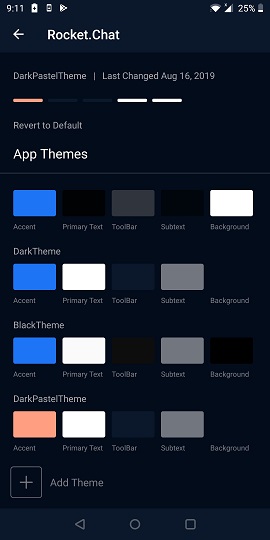 9:11
25%
Rocket.Chat
DarkPastelTheme | Last Changed Aug 16, 2019
Revert to Default
App Themes
Accent Primary Text ToolBar Subtext Background
DarkTheme
Accent Primary Text ToolBar Subtext Background
BlackTheme
Accent Primary Text ToolBar Subtext Background
DarkPastelTheme
Accent Primary Text ToolBar Subtext Background
Add Theme